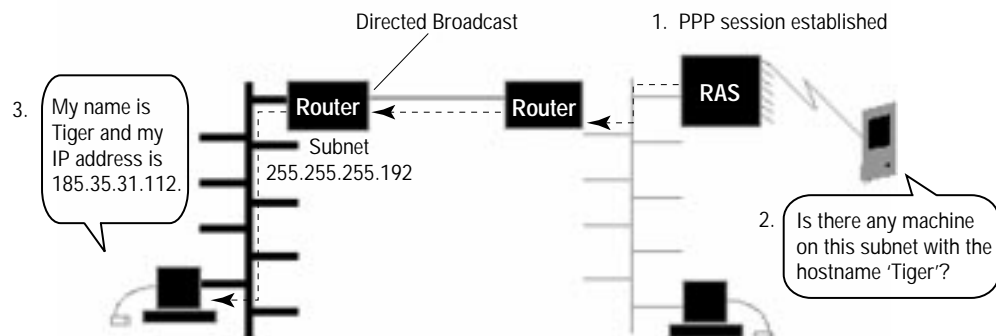 Directed Broadcast
1. PPP session established
3.
My name is
Tiger and my
IP address is
185.35.31.112.
Router
Router
RAS
Subnet
255.255.255.192
2.
Is there any machine
on this subnet with the
hostname ‘Tiger’?